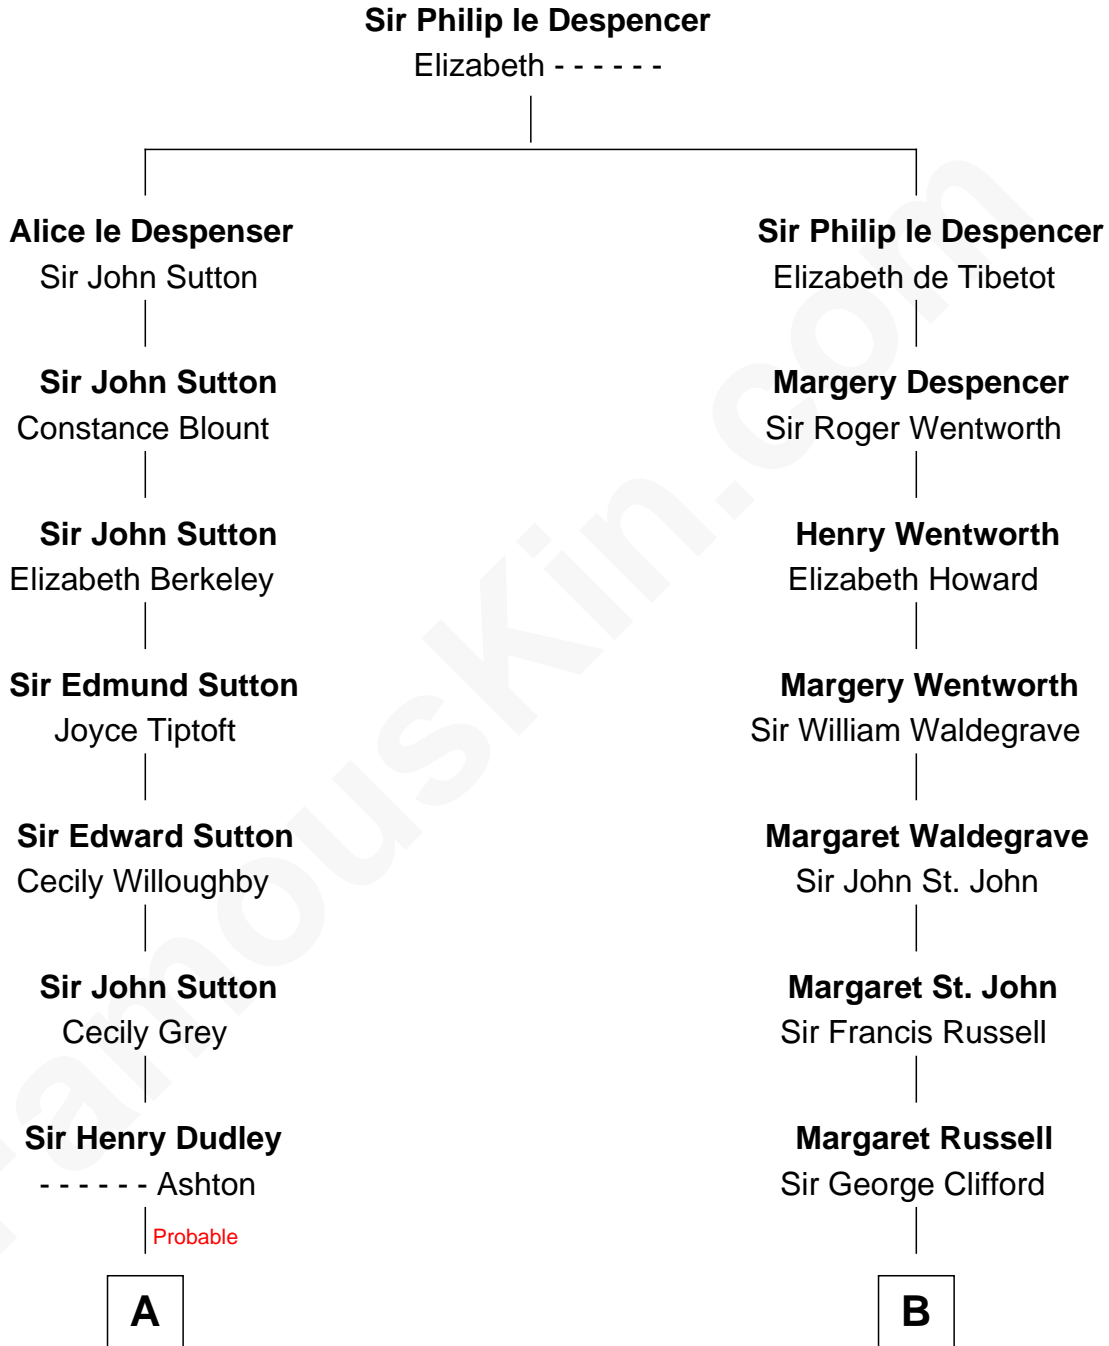 Sir Philip le Despencer
Elizabeth - - - - - -
Alice le Despenser
Sir John Sutton
Sir Philip le Despencer
Elizabeth de Tibetot
Sir John Sutton
Constance Blount
Margery Despencer
Sir Roger Wentworth
Sir John Sutton
Elizabeth Berkeley
Henry Wentworth
Elizabeth Howard
Sir Edmund Sutton
Joyce Tiptoft
Margery Wentworth
Sir William Waldegrave
Sir Edward Sutton
Cecily Willoughby
Margaret Waldegrave
Sir John St. John
Sir John Sutton
Cecily Grey
Margaret St. John
Sir Francis Russell
Sir Henry Dudley
- - - - - - Ashton
Margaret Russell
Sir George Clifford
Probable
A
B
FamousKin.com